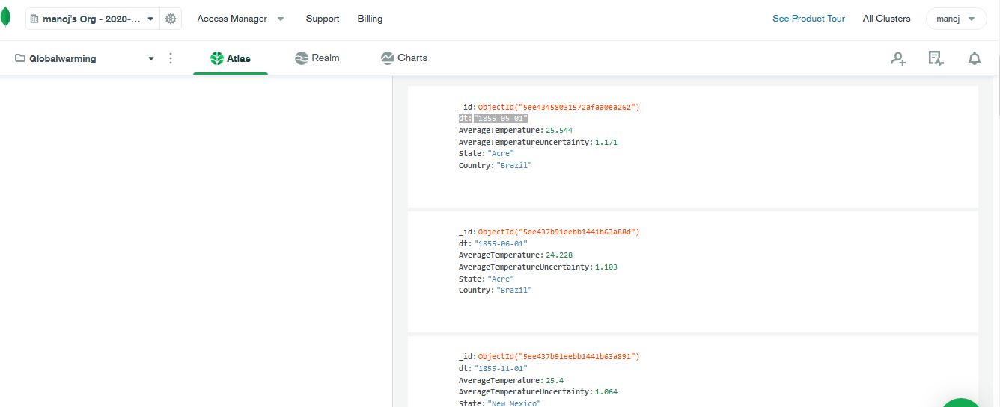 manoj's Org - 2020-... Access Manager Support Billing See Product Tour All Clusters manoj
Globalwarming Atlas Realm Charts
_id: ObjectId("5ee43458031572afaa0ea262")
dt: "1855-05-01"
AverageTemperature: 25.544
AverageTemperatureUncertainty: 1.171
State: "Acre"
Country: "Brazil"
_id: ObjectId("5ee437b91eebb1441b63a88d")
dt: "1855-06-01"
AverageTemperature: 24.228
AverageTemperatureUncertainty: 1.103
State: "Acre"
Country: "Brazil"
_id: ObjectId("5ee437b91eebb1441b63a891")
dt: "1855-11-01"
AverageTemperature: 25.4
AverageTemperatureUncertainty: 1.064
State: "New Mexico"